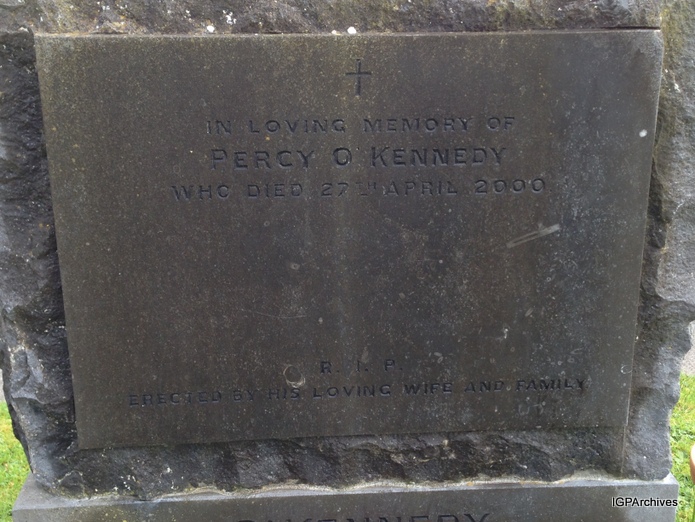 IN LOVING MEMORY OF
PERCY O'KENNEDY
WHO DIED 27TH APRIL 2000
R. I. P.
ERECTED BY HIS LOVING WIFE AND FAMILY
KENNEDY
IGPArchives